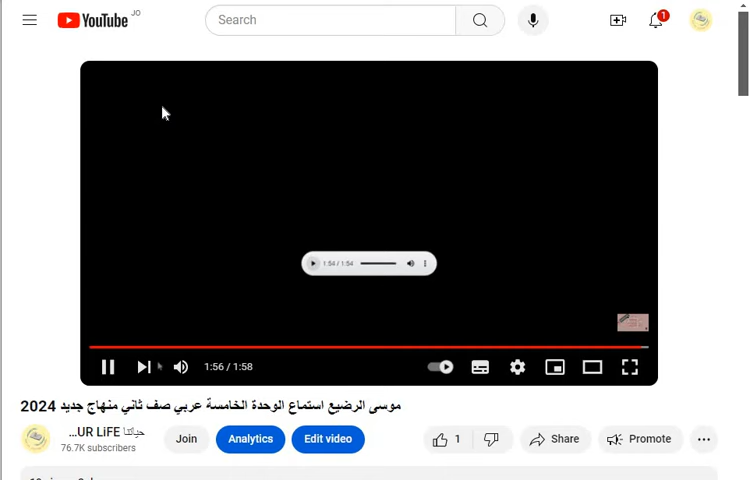 YouTube JO
Search
1
1:54 / 1:54
1:56 / 1:58
موسى الرضيع استماع الوحدة الخامسة عربي صف ثاني منهاج جديد 2024
...UR LiFE حياتنا
76.7K subscribers
Join
Analytics
Edit video
1
Share
Promote